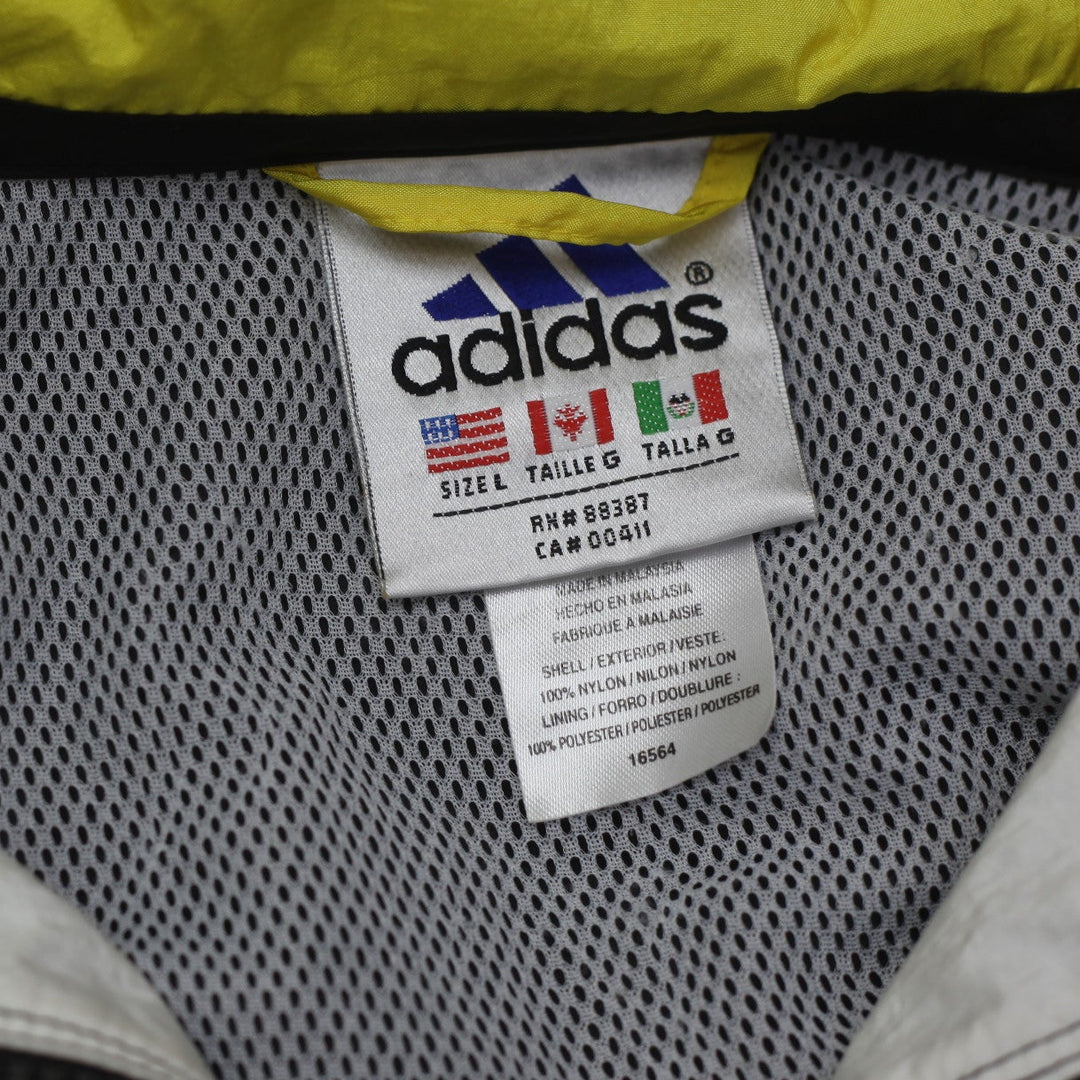 adidas®
SIZE L TAILLE G TALLA G
RN# 88387
CA# 00411
MADE IN MALAYSIA
HECHO EN MALASIA
FABRIQUE A MALAISIE
SHELL / EXTERIOR / VESTE:
100% NYLON / NILON / NYLON
LINING / FORRO / DOUBLURE :
100% POLYESTER / POLIESTER / POLYESTER
16564